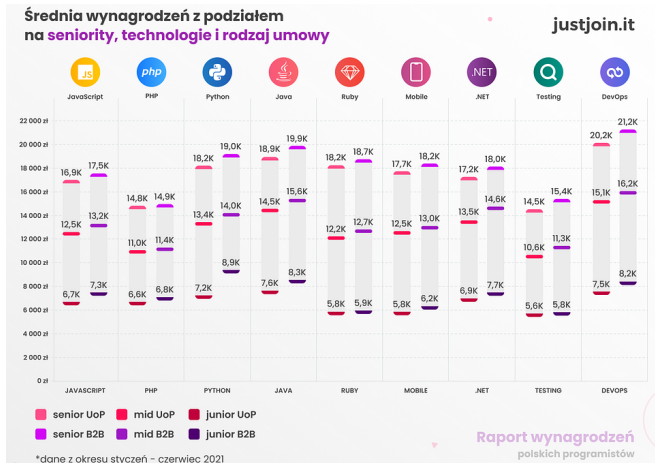 Średnia wynagrodzeń z podziałem
na seniority, technologie i rodzaj umowy
justjoin.it
JS php .NET
JavaScript PHP Python Java Ruby Mobile .NET Testing DevOps
22 000 zł
20 000 zł
18 000 zł
16 000 zł
14 000 zł
12 000 zł
10 000 zł
8 000 zł
6 000 zł
4 000 zł
2 000 zł
0 zł
16,9K 17,5K 14,8K 14,9K 18,2K 19,0K 18,9K 19,9K 18,2K 18,7K 17,7K 18,2K 17,2K 18,0K 14,5K 15,4K 20,2K 21,2K
12,5K 13,2K 11,0K 11,4K 13,4K 14,0K 14,5K 15,6K 12,2K 12,7K 12,5K 13,0K 13,5K 14,6K 10,6K 11,3K 15,1K 16,2K
6,7K 7,3K 6,6K 6,8K 7,2K 8,9K 7,6K 8,3K 5,8K 5,9K 5,8K 6,2K 6,9K 7,7K 5,6K 5,8K 7,5K 8,2K
JAVASCRIPT PHP PYTHON JAVA RUBY MOBILE .NET TESTING DEVOPS
senior UoP mid UoP junior UoP
senior B2B mid B2B junior B2B
Raport wynagrodzeń
polskich programistów
*dane z okresu styczeń - czerwiec 2021